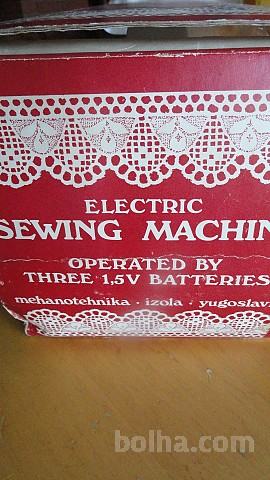 ELECTRIC
SEWING MACHIN
OPERATED BY
THREE 1,5V BATTERIES
mehanotehnika · izola · yugoslav
bolha.com